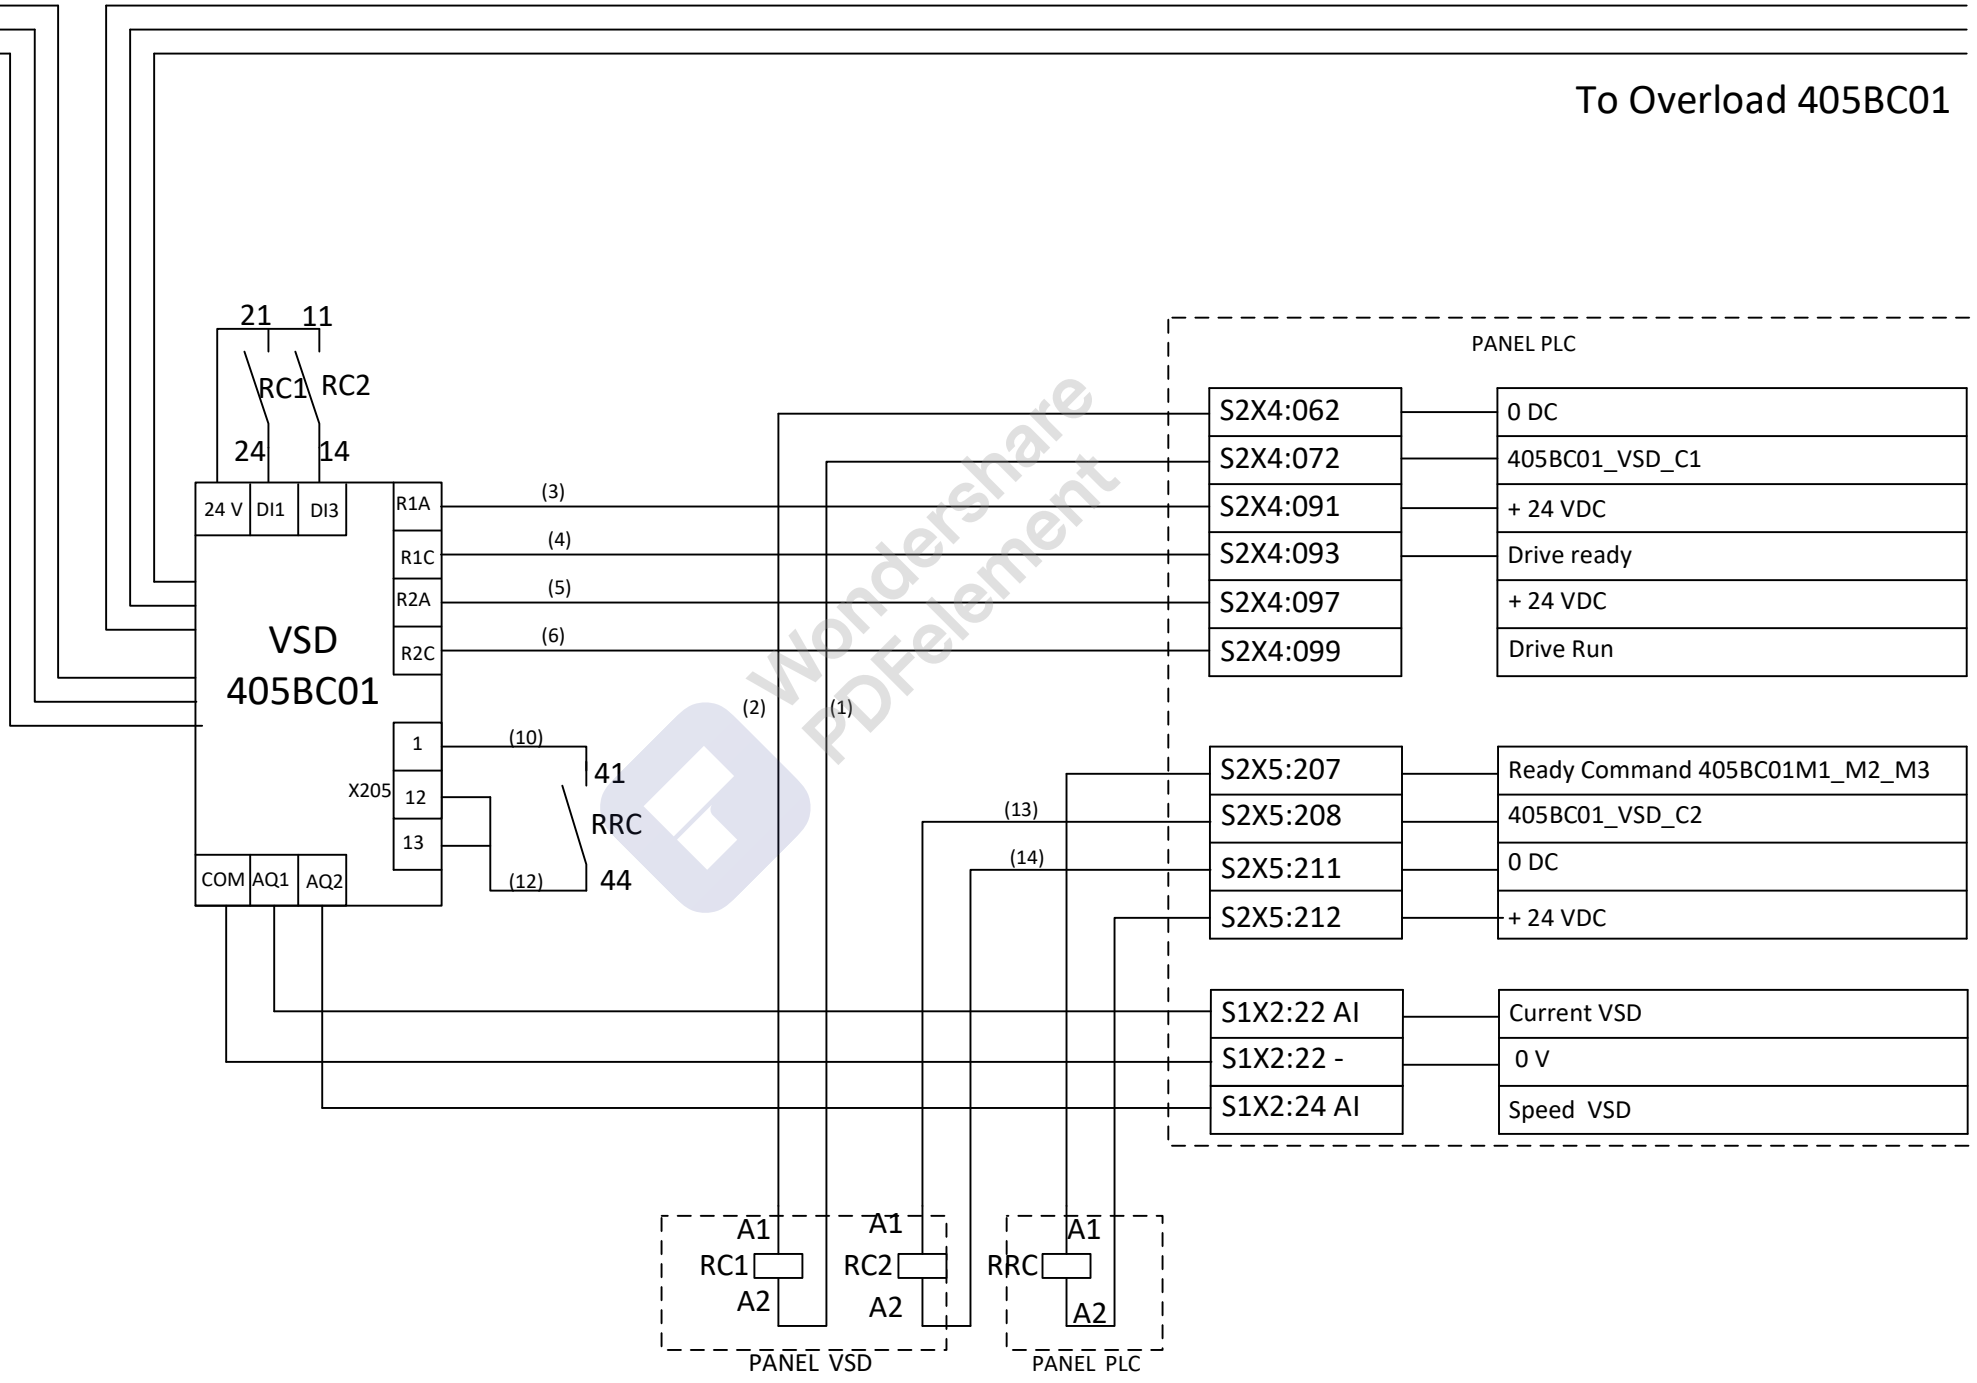 To Overload 405BC01
21 11
RC1 RC2
24 14
24 V DI1 DI3
R1A
R1C
R2A
R2C
VSD
405BC01
X205
1
12
13
COM AQ1 AQ2
(3)
(4)
(5)
(6)
(2) (1)
(10)
41
RRC
(12) 44
(13)
(14)
PANEL PLC
S2X4:062 0 DC
S2X4:072 405BC01_VSD_C1
S2X4:091 + 24 VDC
S2X4:093 Drive ready
S2X4:097 + 24 VDC
S2X4:099 Drive Run
S2X5:207 Ready Command 405BC01M1_M2_M3
S2X5:208 405BC01_VSD_C2
S2X5:211 0 DC
S2X5:212 + 24 VDC
S1X2:22 AI Current VSD
S1X2:22 - 0 V
S1X2:24 AI Speed VSD
A1 A1 A1
RC1 RC2 RRC
A2 A2 A2
PANEL VSD PANEL PLC
Wondershare
PDFelement